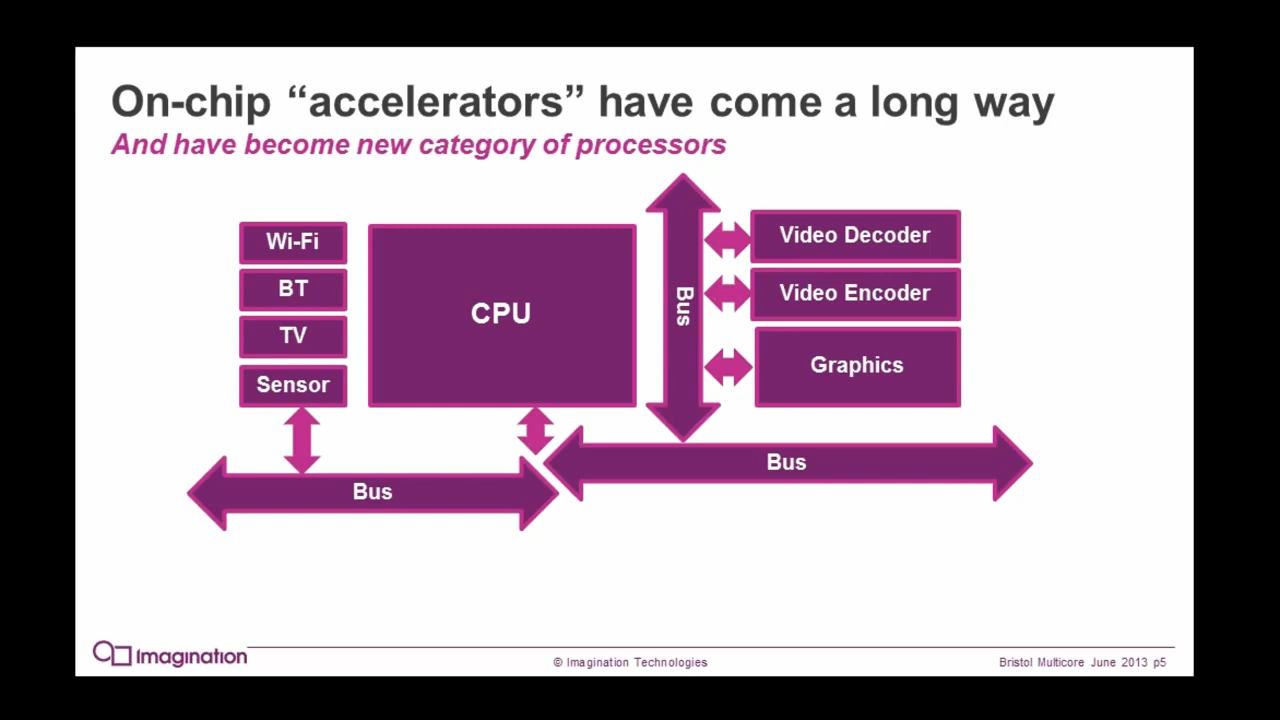 On-chip “accelerators” have come a long way
And have become new category of processors
Wi-Fi
BT
TV
Sensor
CPU
Bus
Video Decoder
Video Encoder
Graphics
Bus
Bus
Imagination
© Imagination Technologies
Bristol Multicore June 2013 p5